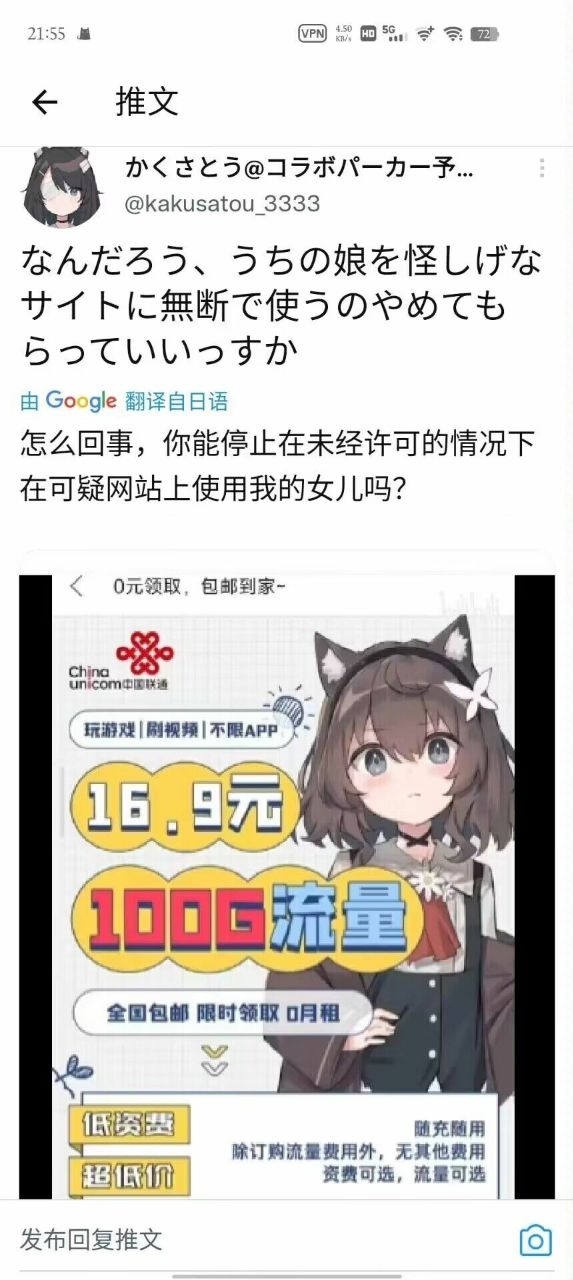 21:55
VPN
4.50
KB/s
HD
5G
72
推文
かくさとう@コラボパーカー予...
@kakusatou_3333
なんだろう、うちの娘を怪しげな
サイトに無断で使うのやめても
らっていいっすか
由 Google 翻译自日语
怎么回事，你能停止在未经许可的情况下
在可疑网站上使用我的女儿吗？
0元领取，包邮到家~
China
unicom中国联通
玩游戏|刷视频|不限APP
16.9元
100G流量
全国包邮 限时领取 0月租
低资费
随充随用
除订购流量费用外，无其他费用
超低价
资费可选，流量可选
发布回复推文